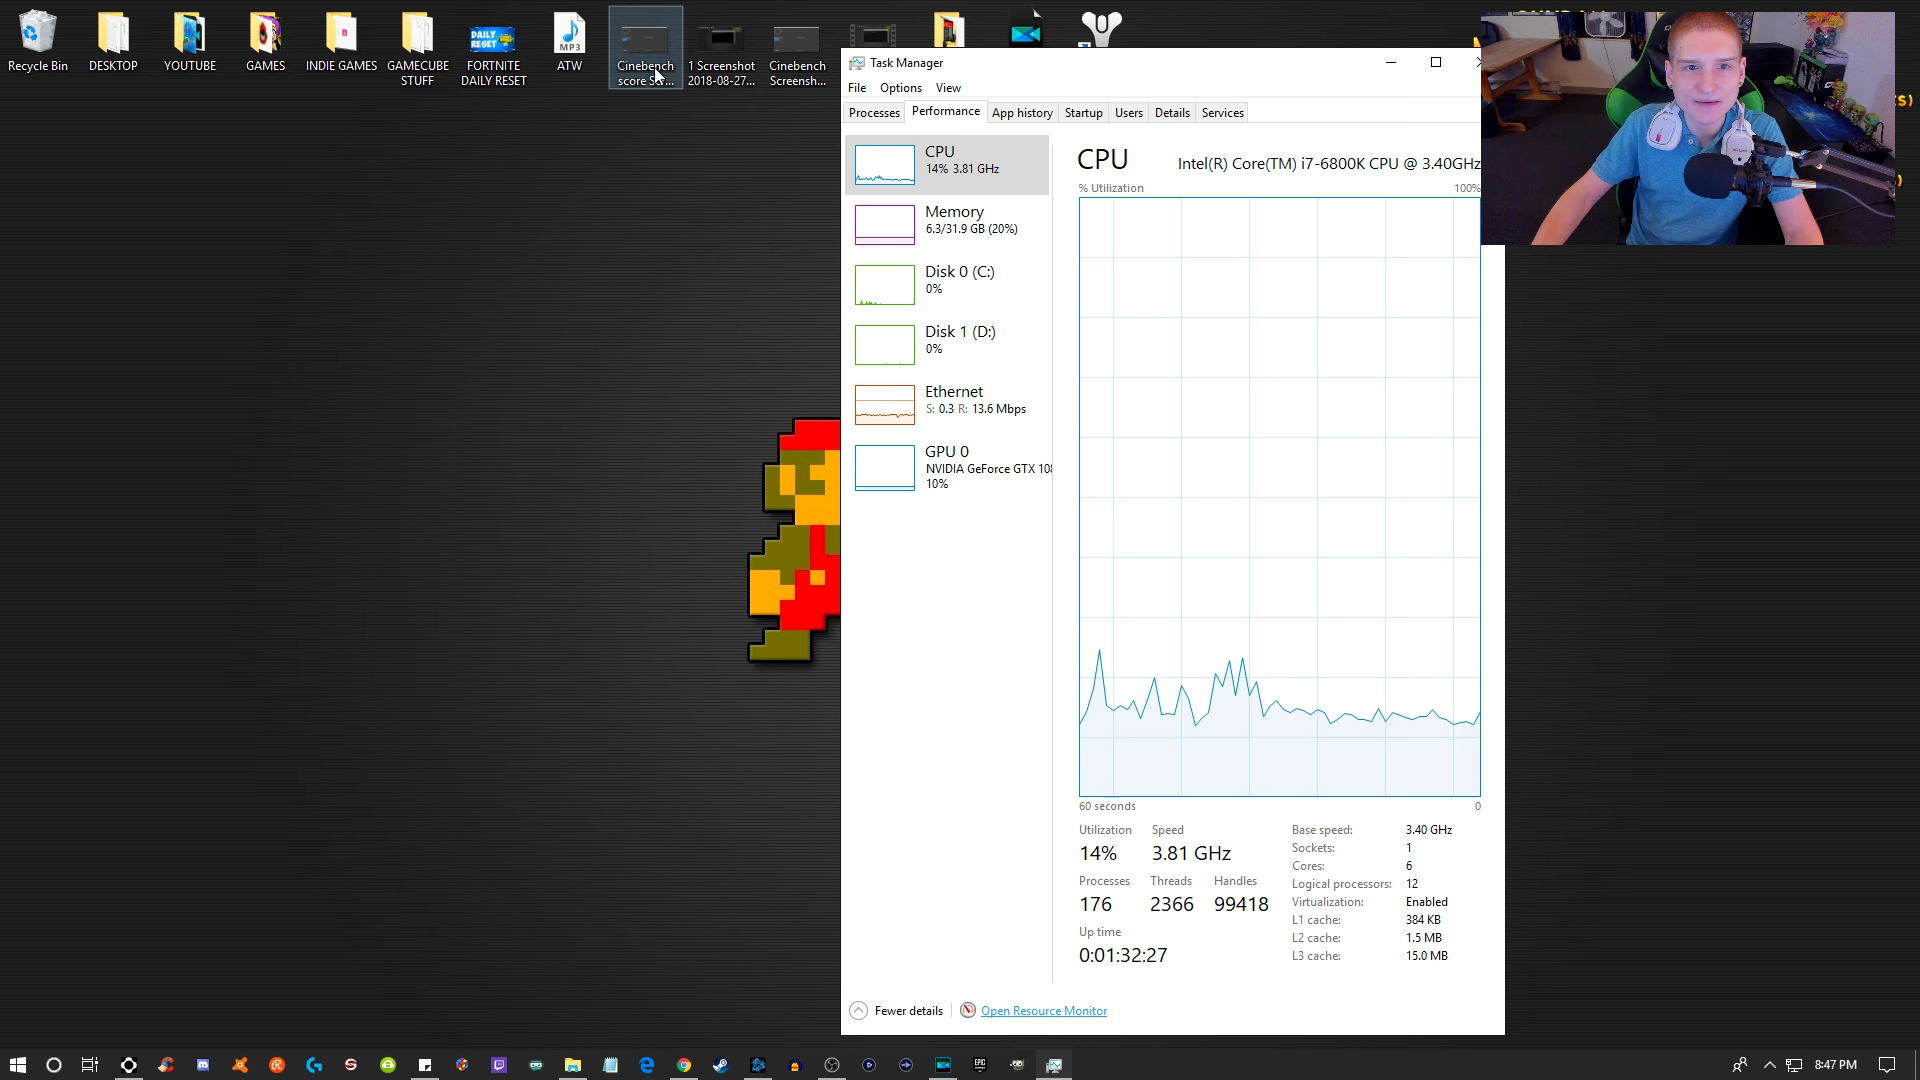 Recycle Bin
DESKTOP
YOUTUBE
GAMES
INDIE GAMES
GAMECUBE
STUFF
DAILY
RESET
FORTNITE
DAILY RESET
MP3
ATW
Cinebench
score Sc...
1 Screenshot
2018-08-27...
Cinebench
Screensh...
Task Manager
File Options View
Processes Performance App history Startup Users Details Services
CPU
14% 3.81 GHz
Memory
6.3/31.9 GB (20%)
Disk 0 (C:)
0%
Disk 1 (D:)
0%
Ethernet
S: 0.3 R: 13.6 Mbps
GPU 0
NVIDIA GeForce GTX 108
10%
CPU
Intel(R) Core(TM) i7-6800K CPU @ 3.40GHz
% Utilization 100%
60 seconds 0
Utilization Speed
14% 3.81 GHz
Processes Threads Handles
176 2366 99418
Up time
0:01:32:27
Base speed: 3.40 GHz
Sockets: 1
Cores: 6
Logical processors: 12
Virtualization: Enabled
L1 cache: 384 KB
L2 cache: 1.5 MB
L3 cache: 15.0 MB
Fewer details
Open Resource Monitor
EPIC
8:47 PM